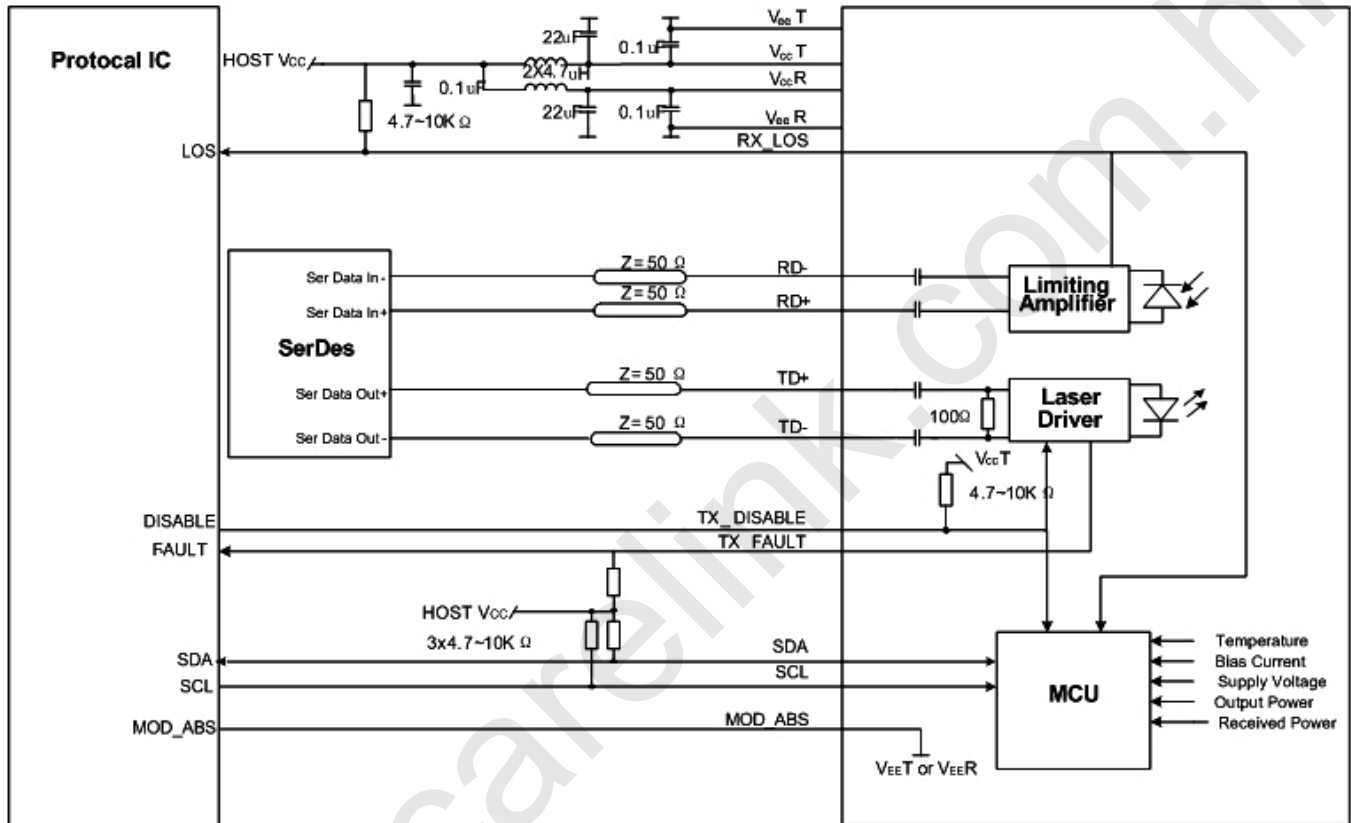 Protocal IC
HOST Vcc
22uF
0.1uF
VeeT
VccT
2X4.7uH
VccR
0.1uF
22uF
0.1uF
4.7~10K Ω
VeeR
LOS
RX_LOS
Ser Data In-
Z=50 Ω
RD-
Ser Data In+
Z=50 Ω
RD+
Limiting
Amplifier
SerDes
Ser Data Out+
Z=50 Ω
TD+
Ser Data Out-
Z=50 Ω
TD-
100Ω
Laser
Driver
VccT
4.7~10K Ω
DISABLE
TX_DISABLE
FAULT
TX_FAULT
HOST Vcc
3x4.7~10K Ω
SDA
SDA
SCL
SCL
MCU
Temperature
Bias Current
Supply Voltage
Output Power
Received Power
MOD_ABS
MOD_ABS
VEET or VEER
carelink.com.h